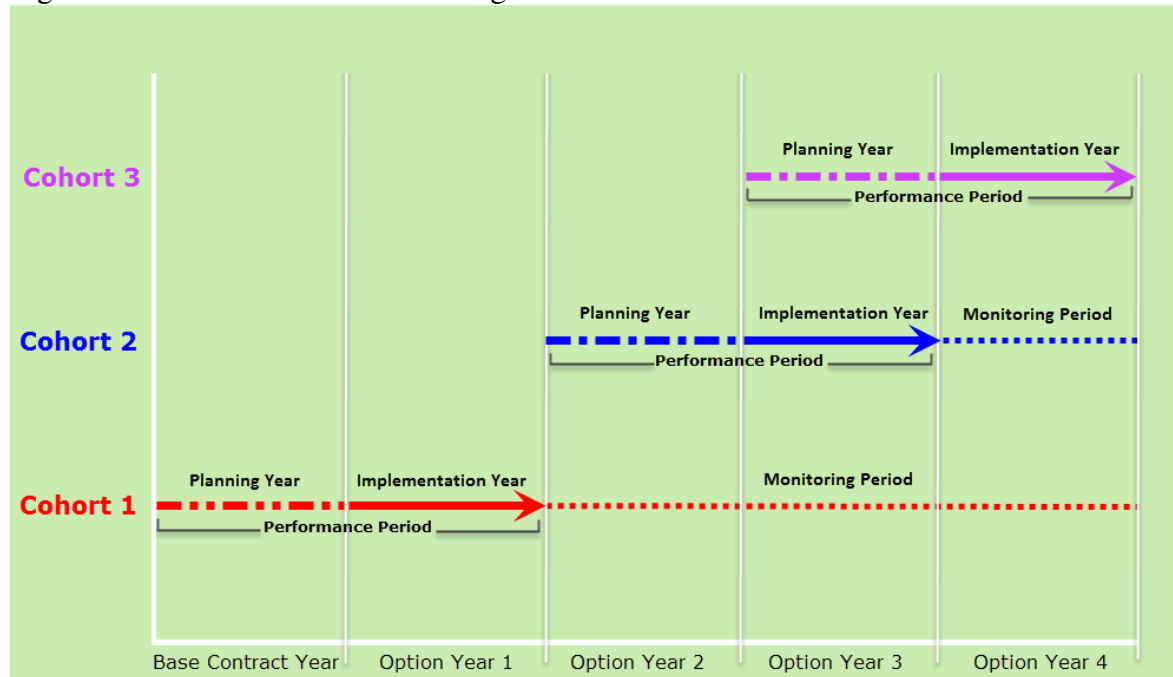 Planning Year Implementation Year
Cohort 3
Performance Period
Planning Year Implementation Year Monitoring Period
Cohort 2
Performance Period
Planning Year Implementation Year Monitoring Period
Cohort 1
Performance Period
Base Contract Year Option Year 1 Option Year 2 Option Year 3 Option Year 4